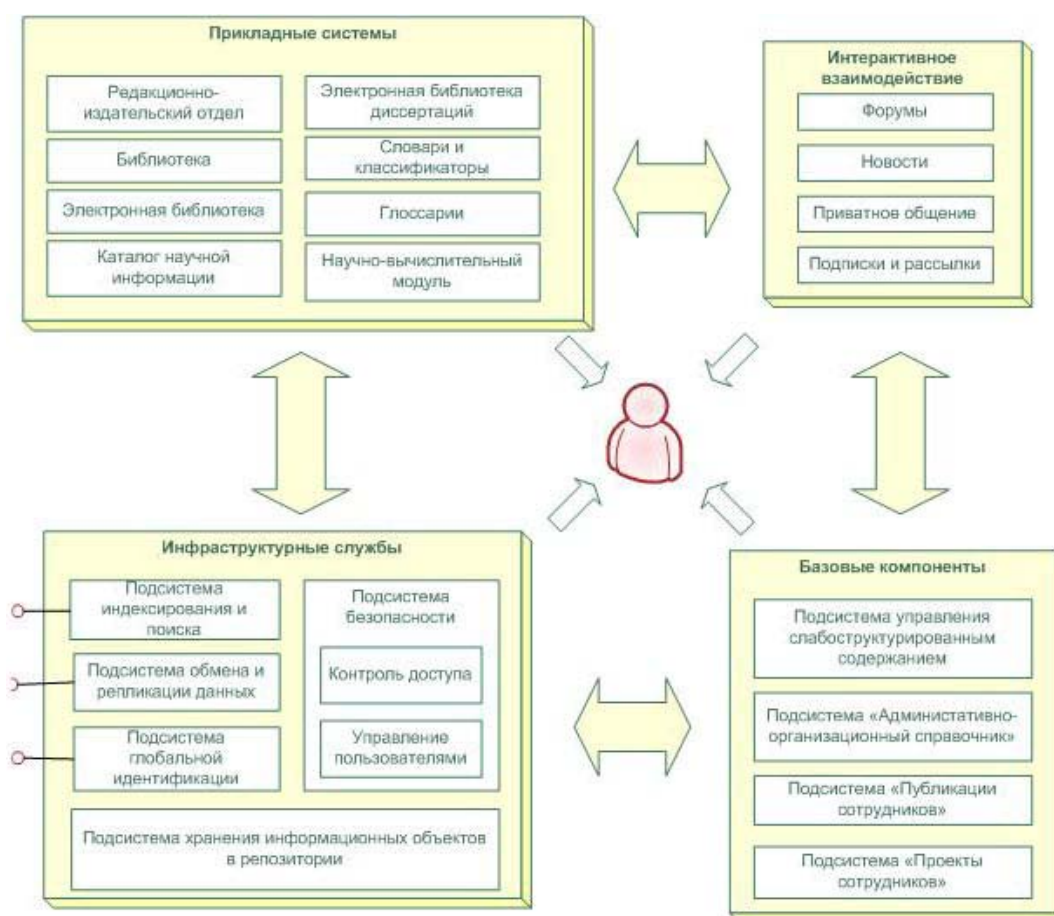 Прикладные системы
Редакционно-
издательский отдел
Библиотека
Электронная библиотека
Каталог научной
информации
Электронная библиотека
диссертаций
Словари и
классификаторы
Глоссарии
Научно-вычислительный
модуль
Интерактивное
взаимодействие
Форумы
Новости
Приватное общение
Подписки и рассылки
Инфраструктурные службы
Подсистема
индексирования и
поиска
Подсистема обмена и
репликации данных
Подсистема
глобальной
идентификации
Подсистема
безопасности
Контроль доступа
Управление
пользователями
Подсистема хранения информационных объектов
в репозитории
Базовые компоненты
Подсистема управления
слабоструктурированным
содержанием
Подсистема «Администативно-
организационный справочник»
Подсистема «Публикации
сотрудников»
Подсистема «Проекты
сотрудников»